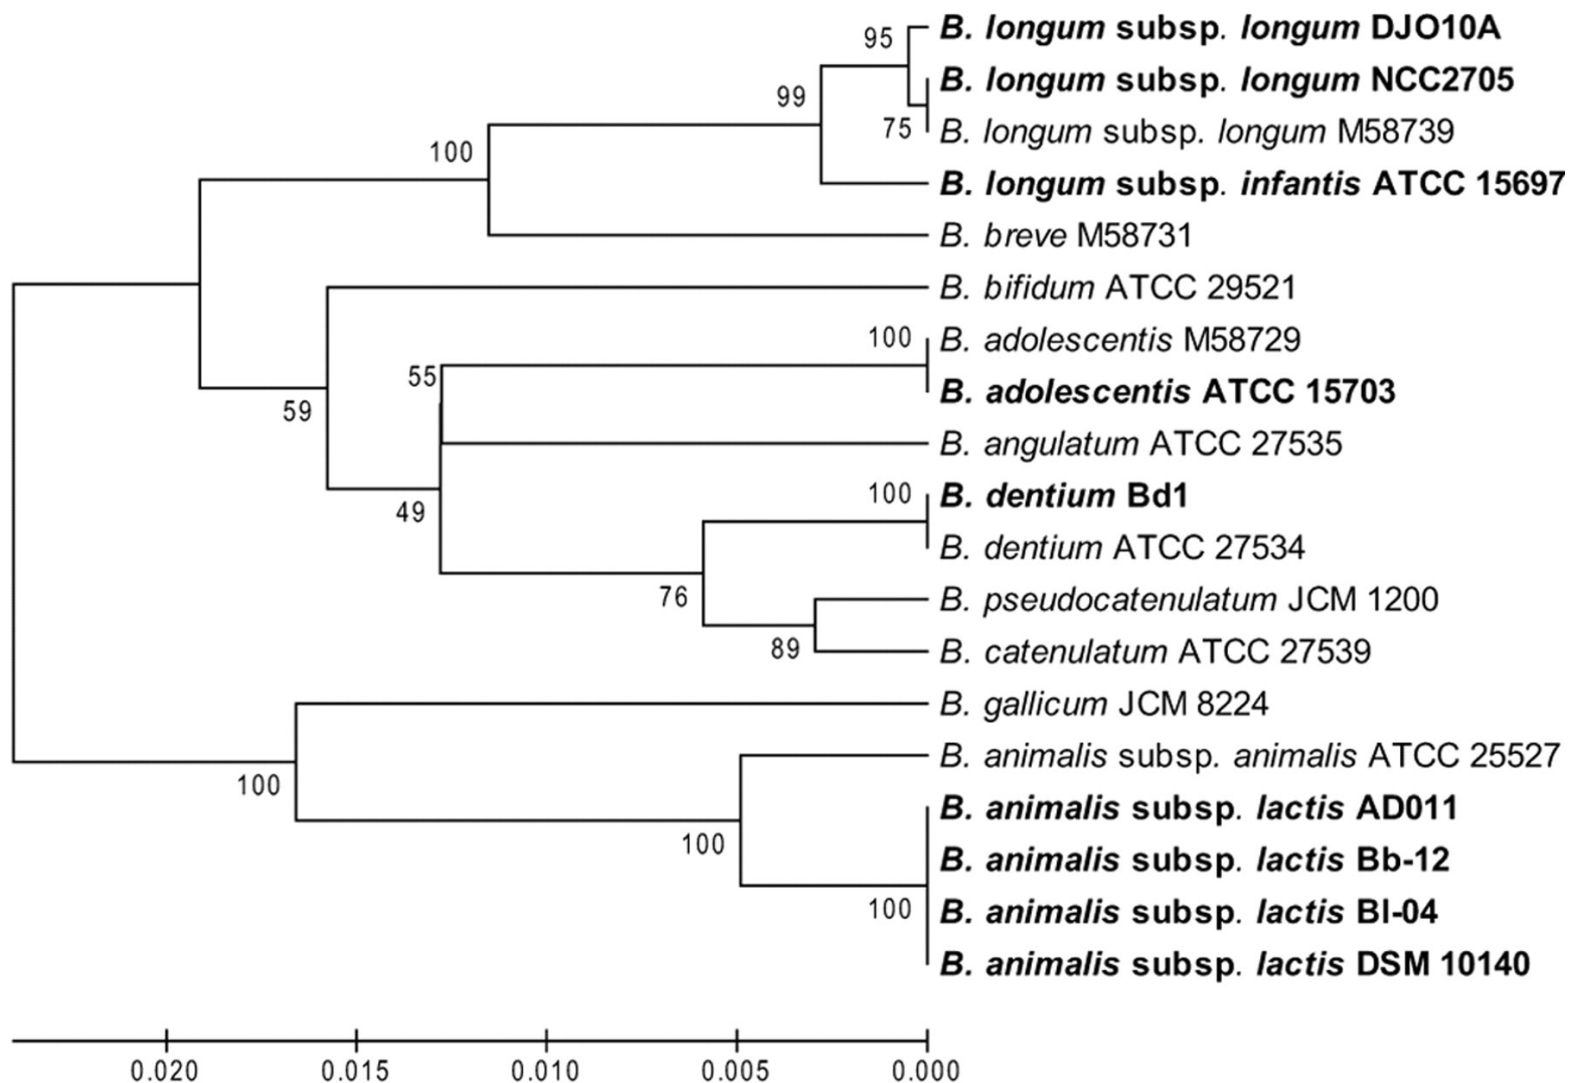 95
B. longum subsp. longum DJO10A
99
B. longum subsp. longum NCC2705
75
B. longum subsp. longum M58739
100
B. longum subsp. infantis ATCC 15697
B. breve M58731
B. bifidum ATCC 29521
100
B. adolescentis M58729
55
B. adolescentis ATCC 15703
59
B. angulatum ATCC 27535
100
B. dentium Bd1
49
B. dentium ATCC 27534
76
B. pseudocatenulatum JCM 1200
89
B. catenulatum ATCC 27539
B. gallicum JCM 8224
100
B. animalis subsp. animalis ATCC 25527
B. animalis subsp. lactis AD011
100
B. animalis subsp. lactis Bb-12
100
B. animalis subsp. lactis Bl-04
B. animalis subsp. lactis DSM 10140
0.020 0.015 0.010 0.005 0.000